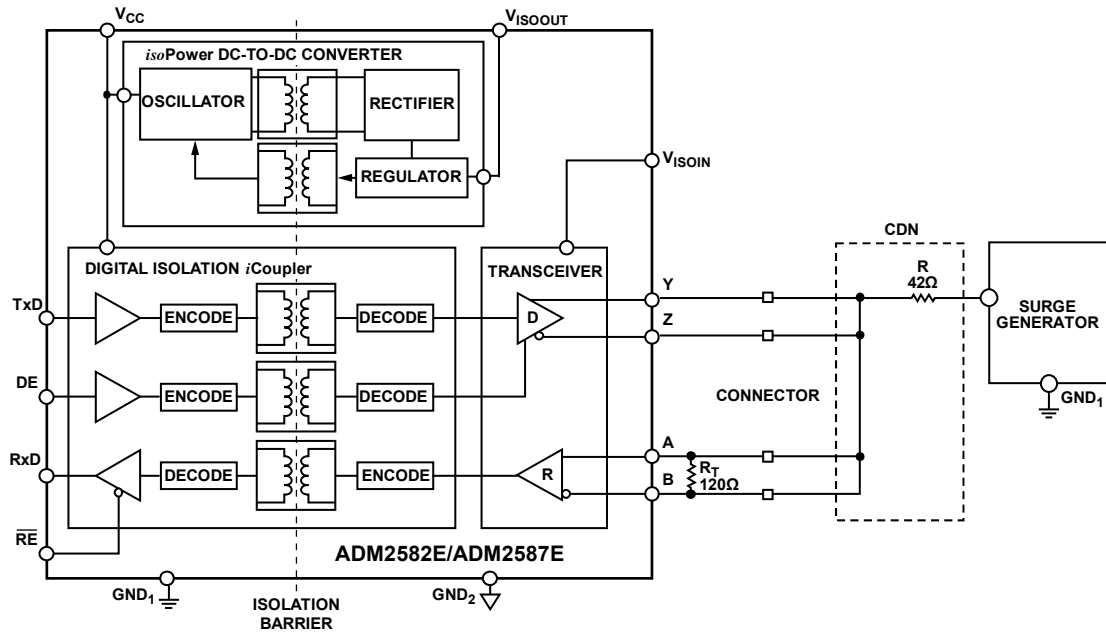 VCC
VISOOUT
isoPower DC-TO-DC CONVERTER
OSCILLATOR
RECTIFIER
REGULATOR
VISOIN
CDN
DIGITAL ISOLATION iCoupler
TRANSCEIVER
R
42Ω
SURGE
GENERATOR
GND1
TxD
ENCODE
DECODE
D
Y
Z
DE
ENCODE
DECODE
CONNECTOR
RxD
DECODE
ENCODE
R
A
B
RT
120Ω
RE
ADM2582E/ADM2587E
GND1
ISOLATION
BARRIER
GND2